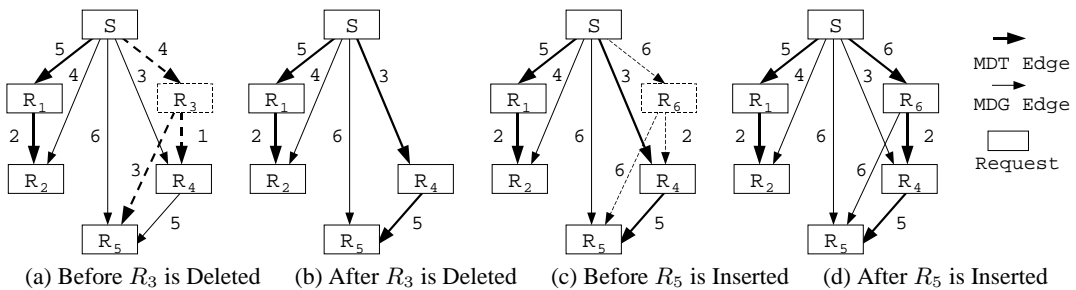 S
5
4
4
3
R1
R3
2
6
3
1
R2
R4
5
R5
(a) Before R3 is Deleted
S
5
4
3
R1
2
6
R2
R4
5
R5
(b) After R3 is Deleted
S
5
4
3
6
R1
R6
2
6
6
2
R2
R4
5
R5
(c) Before R5 is Inserted
S
5
4
3
6
R1
R6
2
6
6
2
R2
R4
5
R5
(d) After R5 is Inserted
MDT Edge
MDG Edge
Request